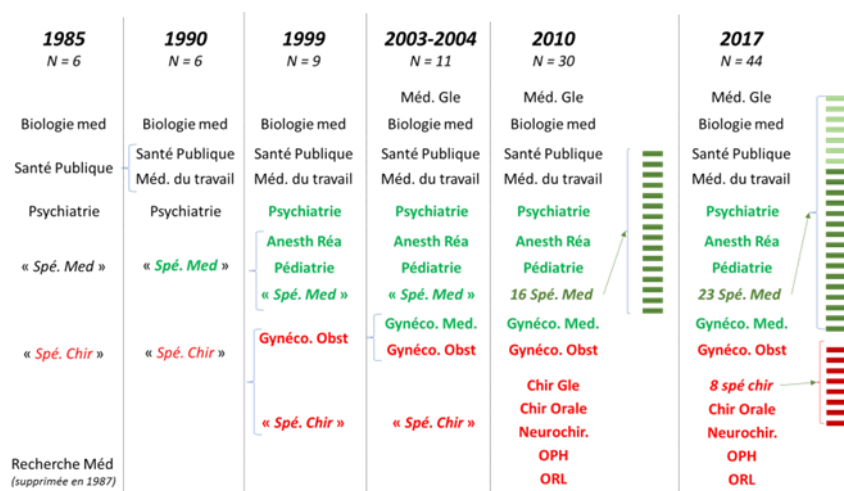 1985
N = 6
Biologie med
Santé Publique
Psychiatrie
« Spé. Med »
« Spé. Chir »
Recherche Méd
(supprimée en 1987)
1990
N = 6
Biologie med
Santé Publique
Méd. du travail
Psychiatrie
« Spé. Med »
« Spé. Chir »
1999
N = 9
Biologie med
Santé Publique
Méd. du travail
Psychiatrie
Anesth Réa
Pédiatrie
« Spé. Med »
Gynéco. Obst
« Spé. Chir »
2003-2004
N = 11
Méd. Gle
Biologie med
Santé Publique
Méd. du travail
Psychiatrie
Anesth Réa
Pédiatrie
« Spé. Med »
Gynéco. Med.
Gynéco. Obst
« Spé. Chir »
2010
N = 30
Méd. Gle
Biologie med
Santé Publique
Méd. du travail
Psychiatrie
Anesth Réa
Pédiatrie
16 Spé. Med
Gynéco. Med.
Gynéco. Obst
Chir Gle
Chir Orale
Neurochir.
OPH
ORL
2017
N = 44
Méd. Gle
Biologie med
Santé Publique
Méd. du travail
Psychiatrie
Anesth Réa
Pédiatrie
23 Spé. Med
Gynéco. Med.
Gynéco. Obst
8 spé chir
Chir Orale
Neurochir.
OPH
ORL